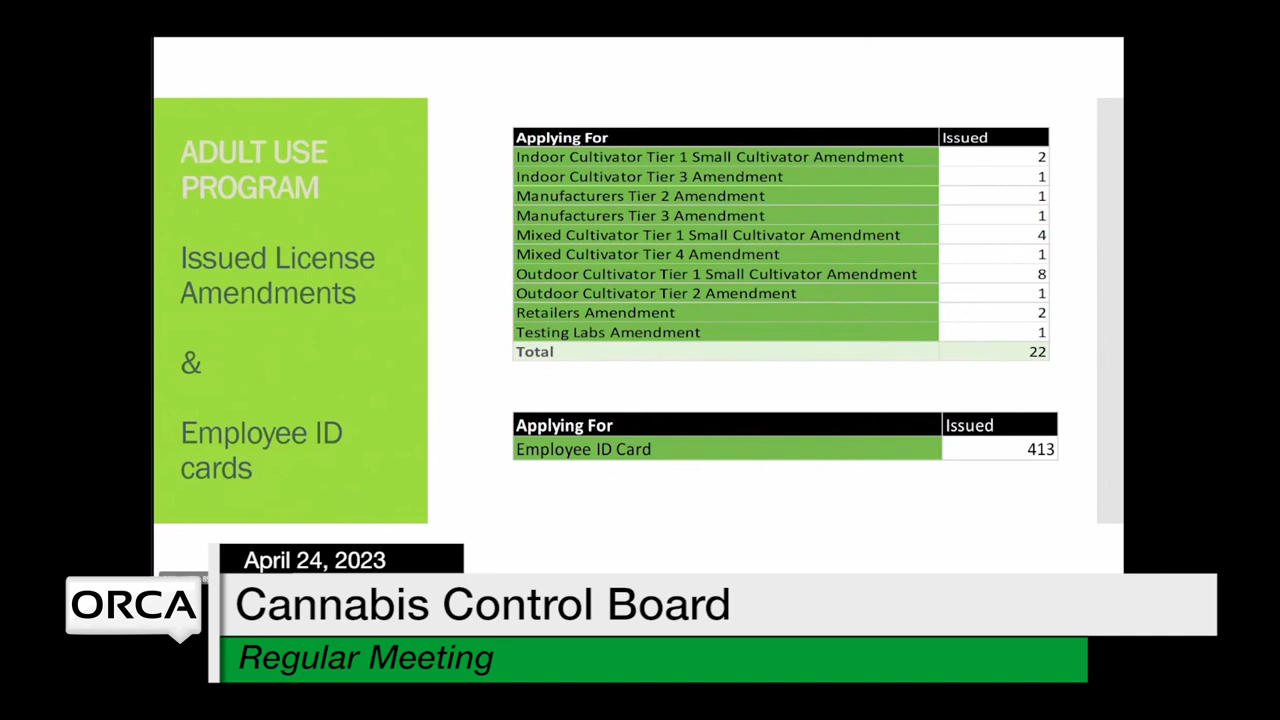 ADULT USE
PROGRAM
Issued License
Amendments
&
Employee ID
cards
Applying For Issued
Indoor Cultivator Tier 1 Small Cultivator Amendment 2
Indoor Cultivator Tier 3 Amendment 1
Manufacturers Tier 2 Amendment 1
Manufacturers Tier 3 Amendment 1
Mixed Cultivator Tier 1 Small Cultivator Amendment 4
Mixed Cultivator Tier 4 Amendment 1
Outdoor Cultivator Tier 1 Small Cultivator Amendment 8
Outdoor Cultivator Tier 2 Amendment 1
Retailers Amendment 2
Testing Labs Amendment 1
Total 22
Applying For Issued
Employee ID Card 413
April 24, 2023
ORCA
Cannabis Control Board
Regular Meeting